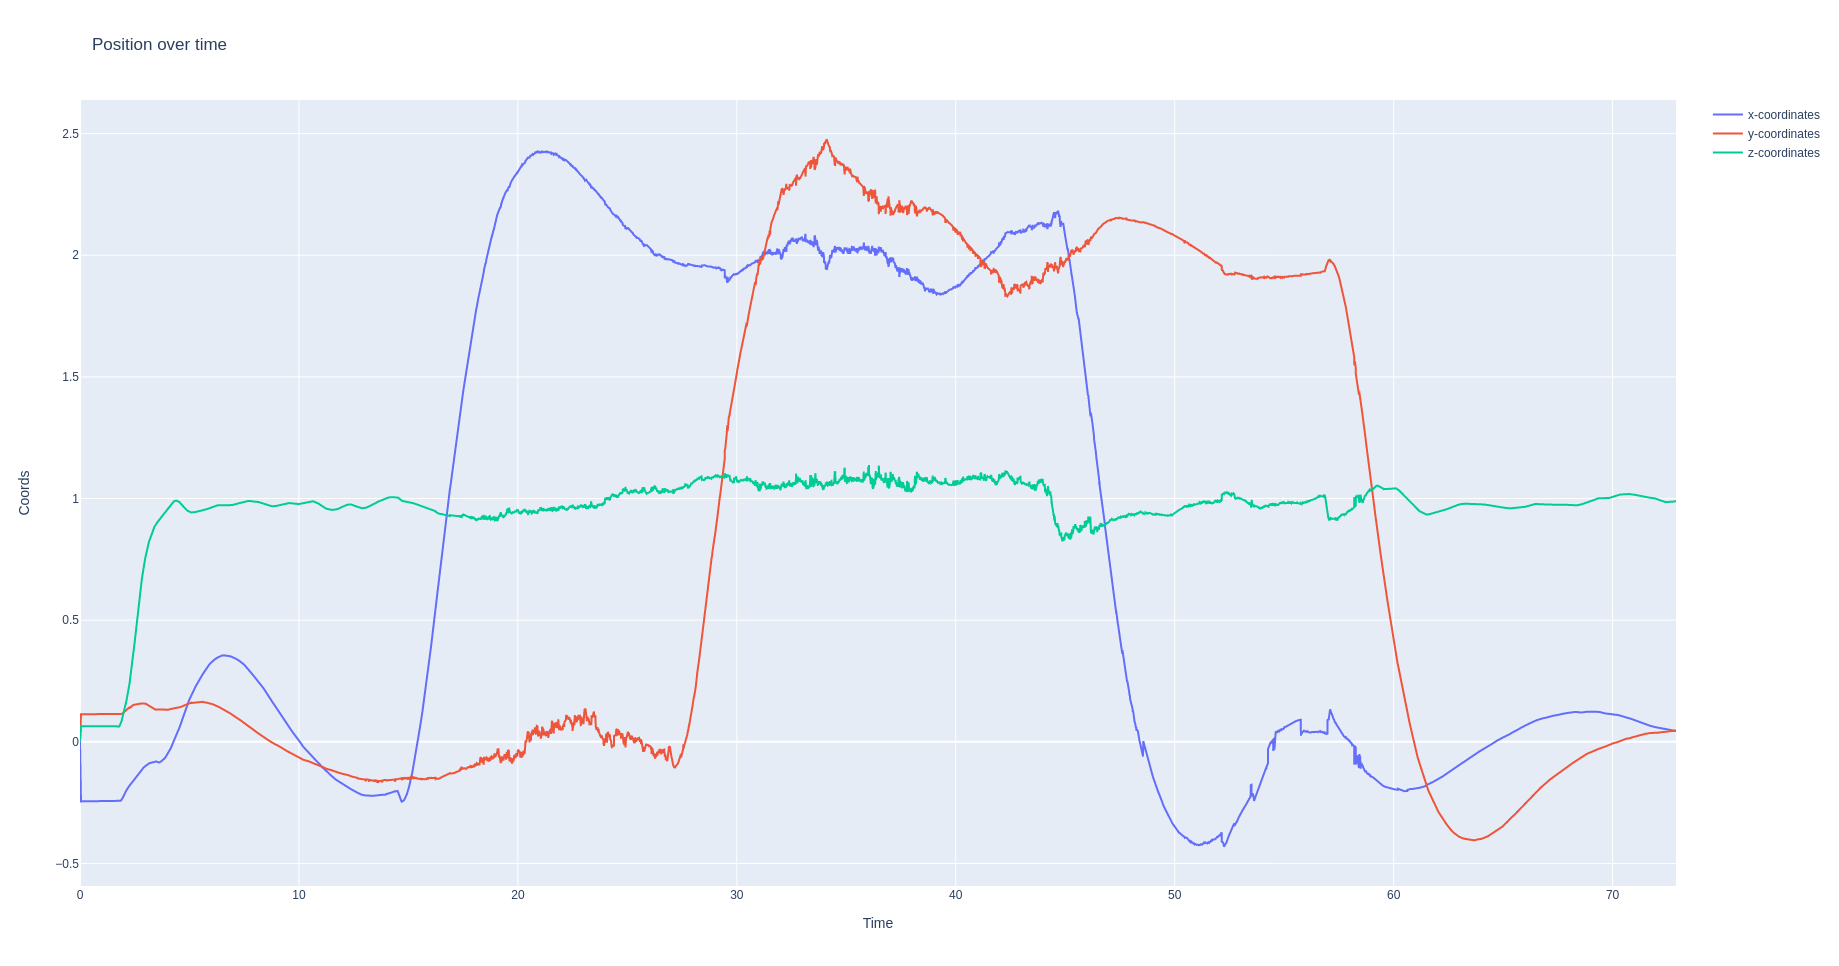 Position over time
x-coordinates
y-coordinates
z-coordinates
2.5
2
1.5
1
0.5
0
−0.5
Coords
0 10 20 30 40 50 60 70
Time